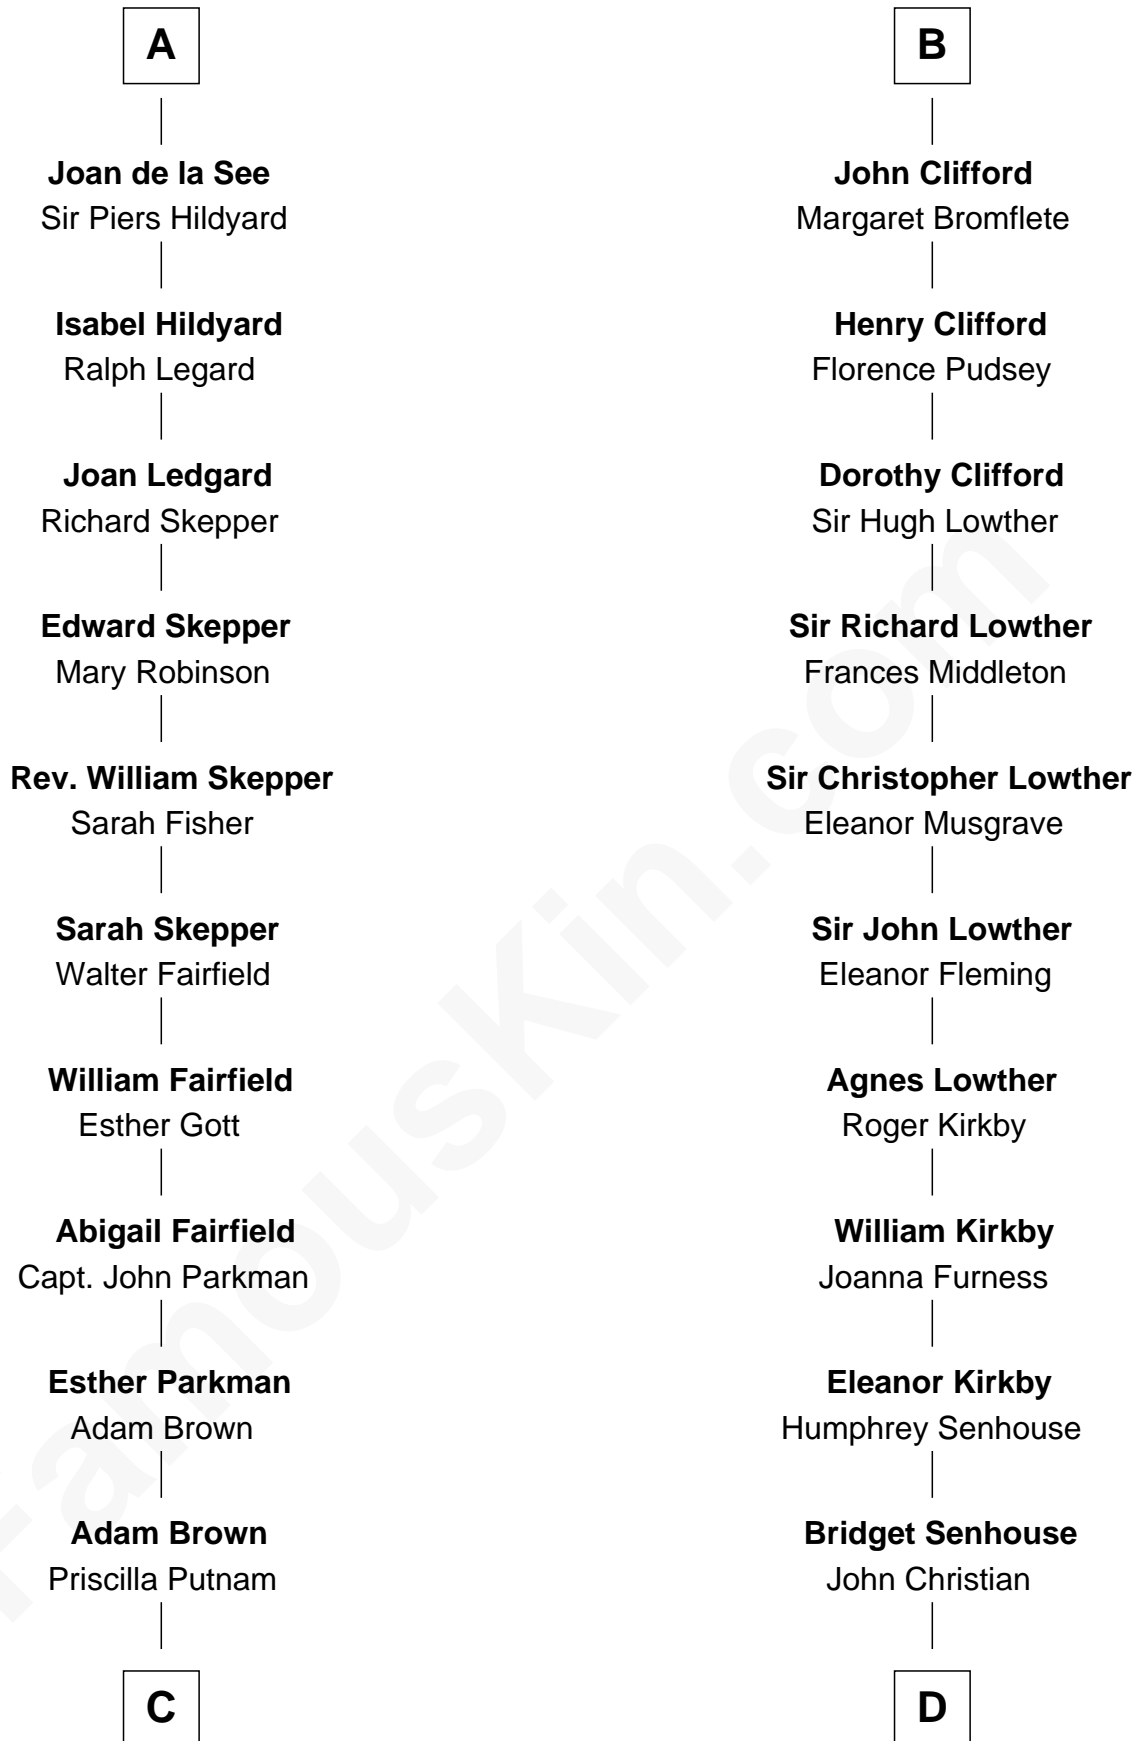 A
Joan de la See
Sir Piers Hildyard
Isabel Hildyard
Ralph Legard
Joan Ledgard
Richard Skepper
Edward Skepper
Mary Robinson
Rev. William Skepper
Sarah Fisher
Sarah Skepper
Walter Fairfield
William Fairfield
Esther Gott
Abigail Fairfield
Capt. John Parkman
Esther Parkman
Adam Brown
Adam Brown
Priscilla Putnam
C
B
John Clifford
Margaret Bromflete
Henry Clifford
Florence Pudsey
Dorothy Clifford
Sir Hugh Lowther
Sir Richard Lowther
Frances Middleton
Sir Christopher Lowther
Eleanor Musgrave
Sir John Lowther
Eleanor Fleming
Agnes Lowther
Roger Kirkby
William Kirkby
Joanna Furness
Eleanor Kirkby
Humphrey Senhouse
Bridget Senhouse
John Christian
D
FamousKin.com